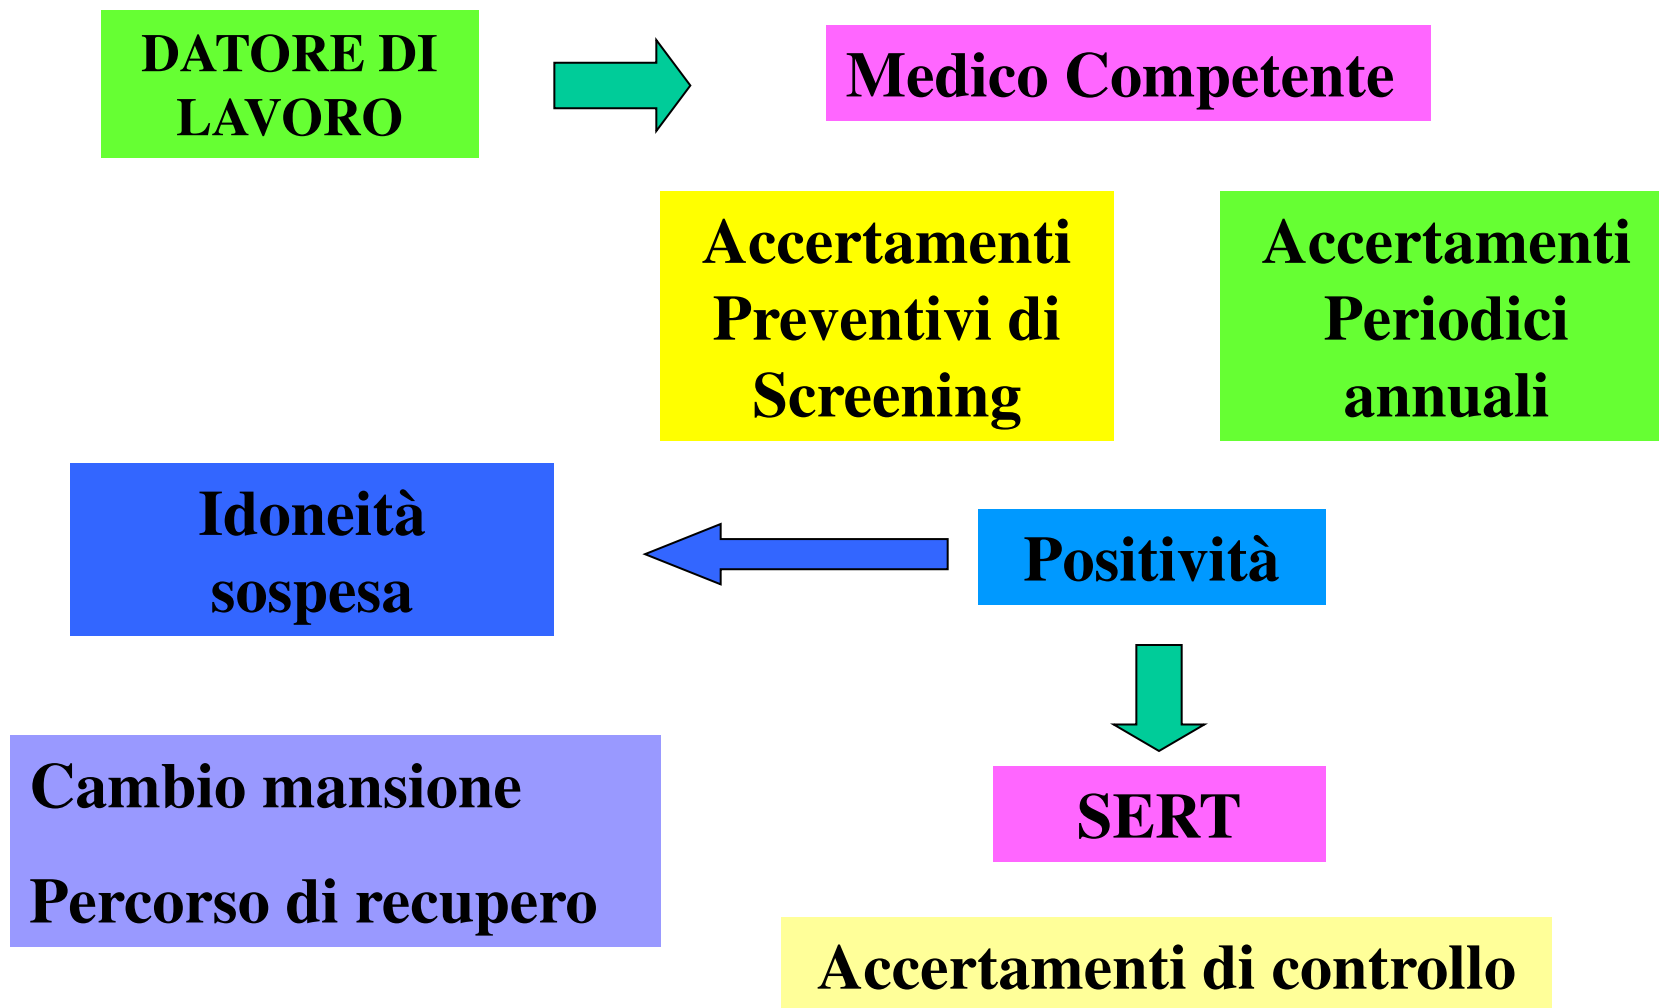 DATORE DI
LAVORO
Medico Competente
Accertamenti
Preventivi di
Screening
Accertamenti
Periodici
annuali
Idoneità
sospesa
Positività
Cambio mansione
Percorso di recupero
SERT
Accertamenti di controllo